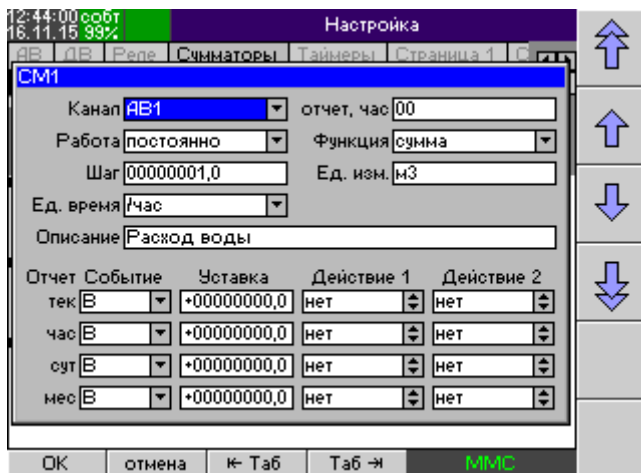 12:44:00 собт
16.11.15 99%
Настройка
АВ ДВ Реле Сумматоры Таймеры Страница 1 С
СМ1
Канал АВ1 отчет, час 00
Работа постоянно Функция сумма
Шаг 00000001,0 Ед. изм. м3
Ед. время /час
Описание Расход воды
Отчет Событие Уставка Действие 1 Действие 2
тек В +00000000,0 нет нет
час В +00000000,0 нет нет
сут В +00000000,0 нет нет
мес В +00000000,0 нет нет
ОК отмена Таб Таб ММС